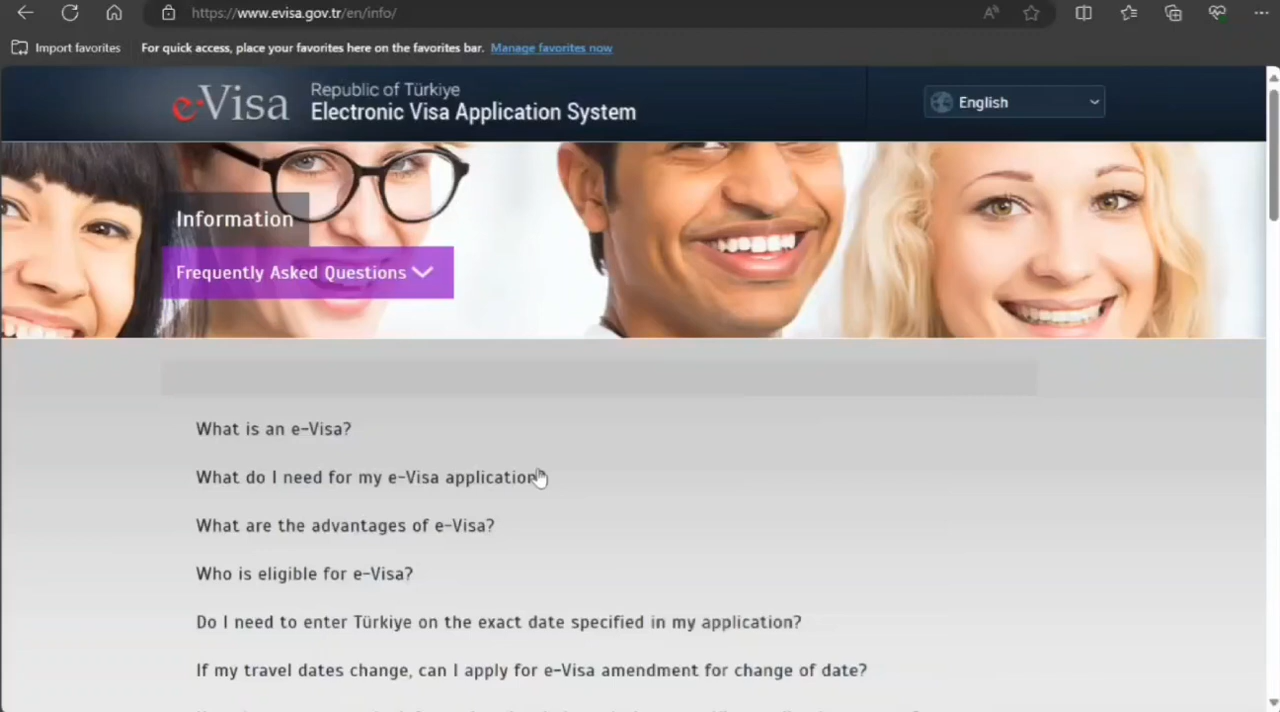 https://www.evisa.gov.tr/en/info/
Import favorites
For quick access, place your favorites here on the favorites bar. Manage favorites now
e-Visa
Republic of Türkiye
Electronic Visa Application System
English
Information
Frequently Asked Questions
What is an e-Visa?
What do I need for my e-Visa application
What are the advantages of e-Visa?
Who is eligible for e-Visa?
Do I need to enter Türkiye on the exact date specified in my application?
If my travel dates change, can I apply for e-Visa amendment for change of date?